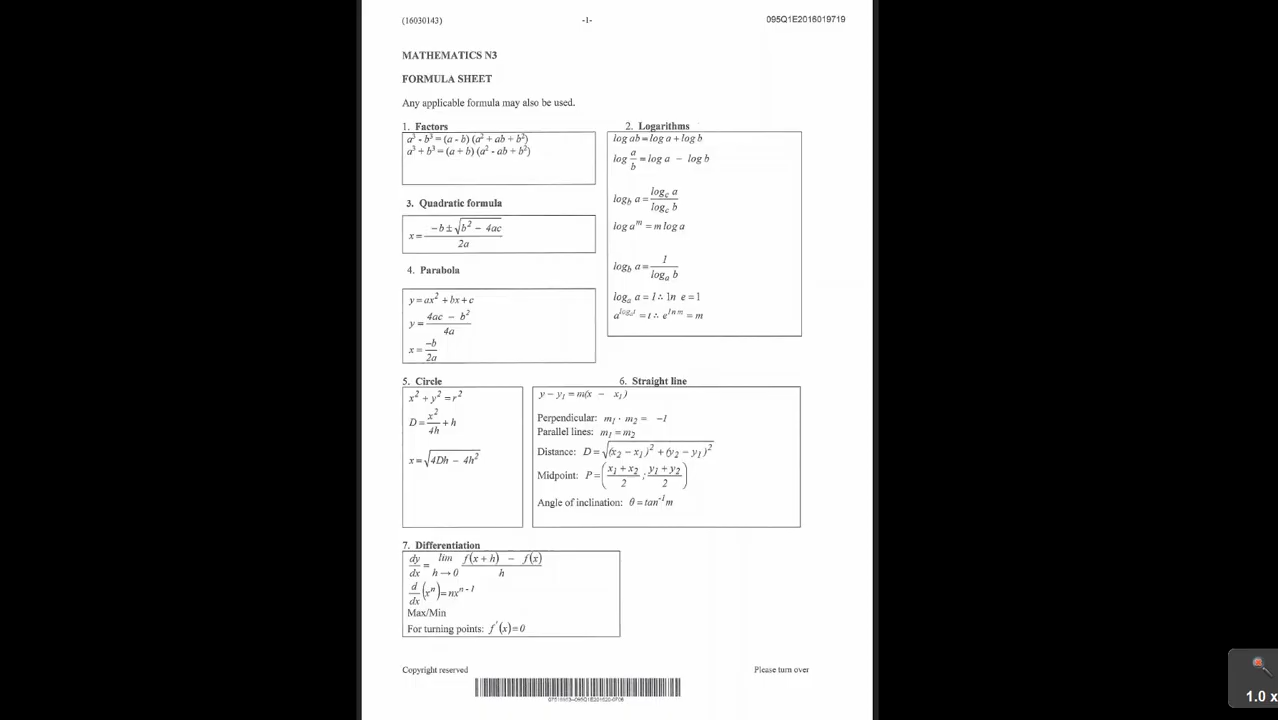 (16030143) -1- 095Q1E2016019719
MATHEMATICS N3
FORMULA SHEET
Any applicable formula may also be used.
1. Factors
a³ - b³ = (a - b) (a² + ab + b²)
a³ + b³ = (a + b) (a² - ab + b²)
2. Logarithms
log ab = log a + log b
log a/b = log a − log b
log_b a = log_c a / log_c b
log a^m = m log a
log_b a = 1 / log_a b
log_a a = 1 ∴ ln e = 1
a^(log_a t) = t ∴ e^(ln m) = m
3. Quadratic formula
x = (−b ± √(b² − 4ac)) / 2a
4. Parabola
y = ax² + bx + c
y = (4ac − b²) / 4a
x = −b / 2a
5. Circle
x² + y² = r²
D = x²/4h + h
x = √(4Dh − 4h²)
6. Straight line
y − y₁ = m(x − x₁)
Perpendicular: m₁ · m₂ = −1
Parallel lines: m₁ = m₂
Distance: D = √((x₂ − x₁)² + (y₂ − y₁)²)
Midpoint: P = ((x₁ + x₂)/2 ; (y₁ + y₂)/2)
Angle of inclination: θ = tan⁻¹ m
7. Differentiation
dy/dx = lim h→0 (f(x + h) − f(x)) / h
d/dx (xⁿ) = nxⁿ⁻¹
Max/Min
For turning points: f′(x) = 0
Copyright reserved Please turn over
1.0 x